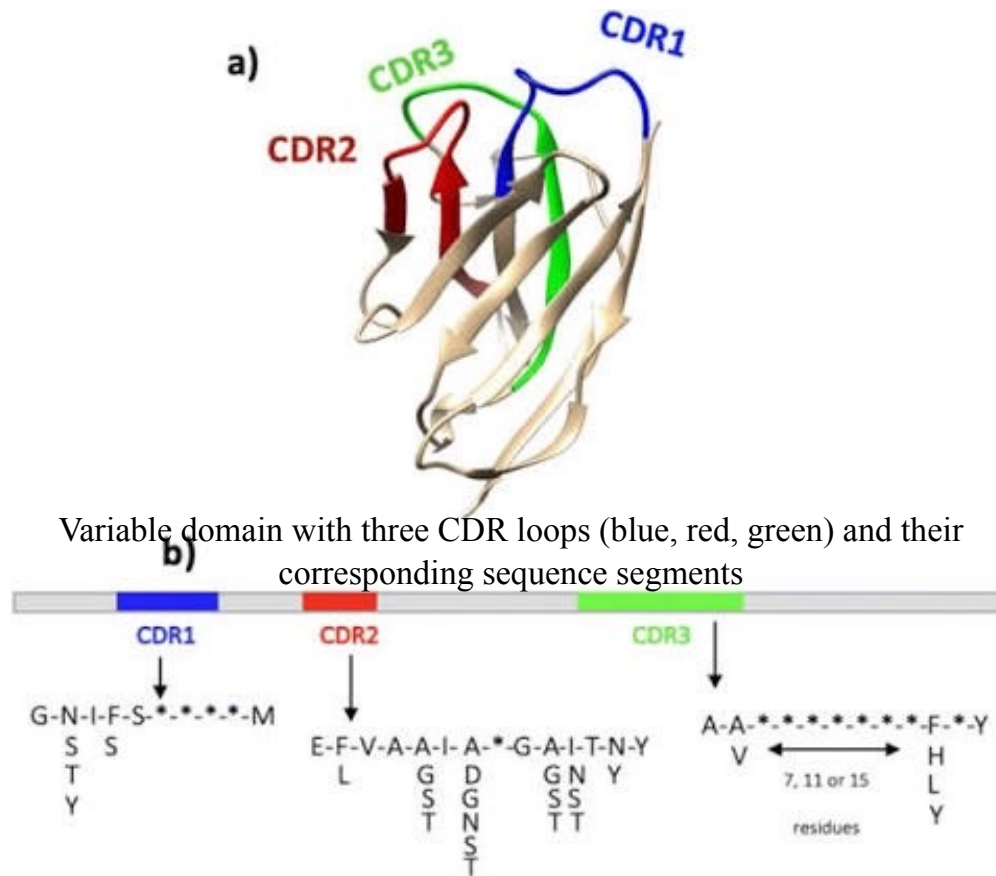 a)
CDR1
CDR3
CDR2
Variable domain with three CDR loops (blue, red, green) and their
b)
corresponding sequence segments
CDR1 CDR2 CDR3
G-N-I-F-S-*-*-*-*-M
S S
T
Y
E-F-V-A-A-I-A-*-G-A-I-T-N-Y
L G D G N Y
S G S S
T N T T
S
T
A-A-*-*-*-*-*-*-*-F-*-Y
V H
7, 11 or 15 L
residues Y